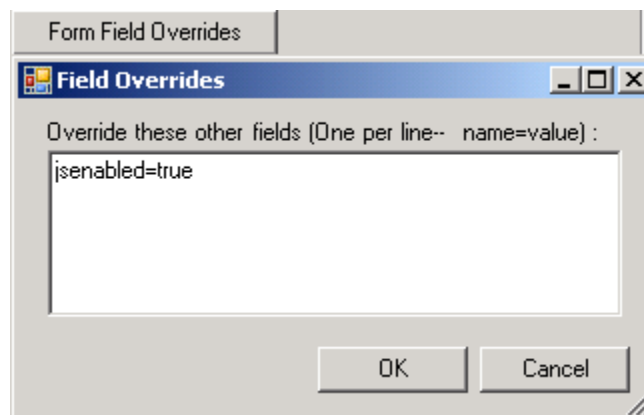 Form Field Overrides
Field Overrides
Override these other fields (One per line-- name=value) :
jsenabled=true
OK
Cancel